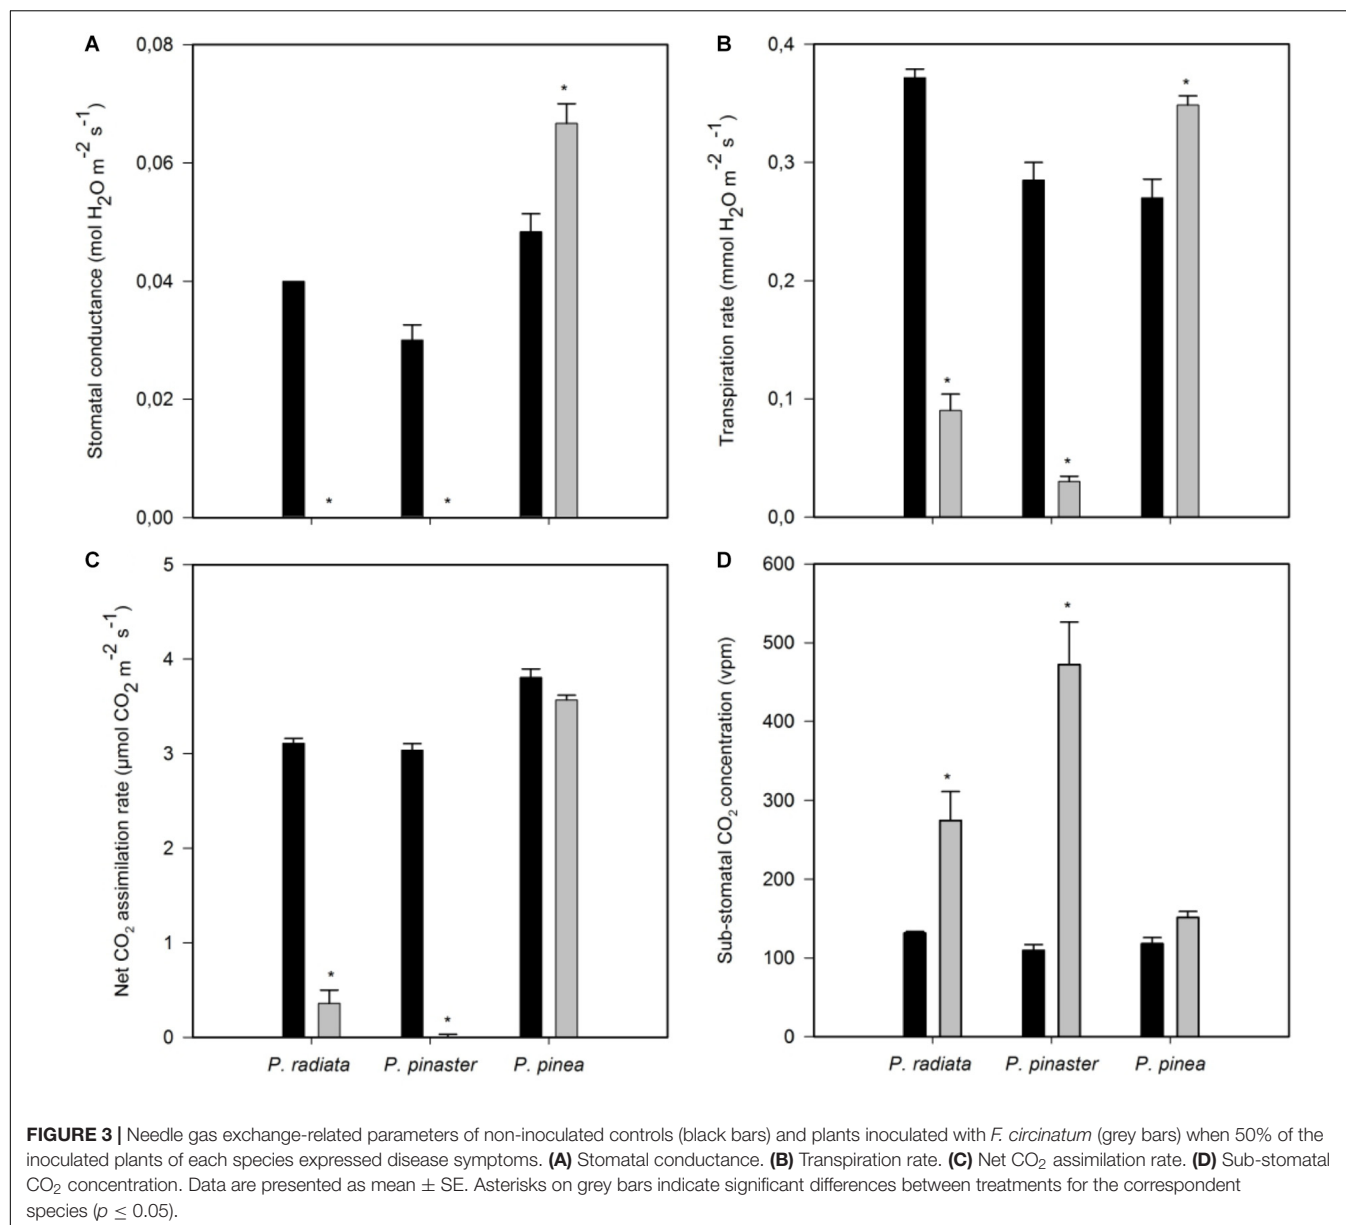 A
Stomatal conductance (mol H2O m-2 s-1)
0,08
0,06
0,04
0,02
0,00
*
*
*
B
Transpiration rate (mmol H2O m-2 s-1)
0,4
0,3
0,2
0,1
0,0
*
*
*
C
Net CO2 assimilation rate (µmol CO2 m-2 s-1)
5
4
3
2
1
0
*
*
P. radiata P. pinaster P. pinea
D
Sub-stomatal CO2 concentration (vpm)
600
500
400
300
200
100
0
*
*
P. radiata P. pinaster P. pinea
FIGURE 3 | Needle gas exchange-related parameters of non-inoculated controls (black bars) and plants inoculated with F. circinatum (grey bars) when 50% of the
inoculated plants of each species expressed disease symptoms. (A) Stomatal conductance. (B) Transpiration rate. (C) Net CO2 assimilation rate. (D) Sub-stomatal
CO2 concentration. Data are presented as mean ± SE. Asterisks on grey bars indicate significant differences between treatments for the correspondent
species (p ≤ 0.05).